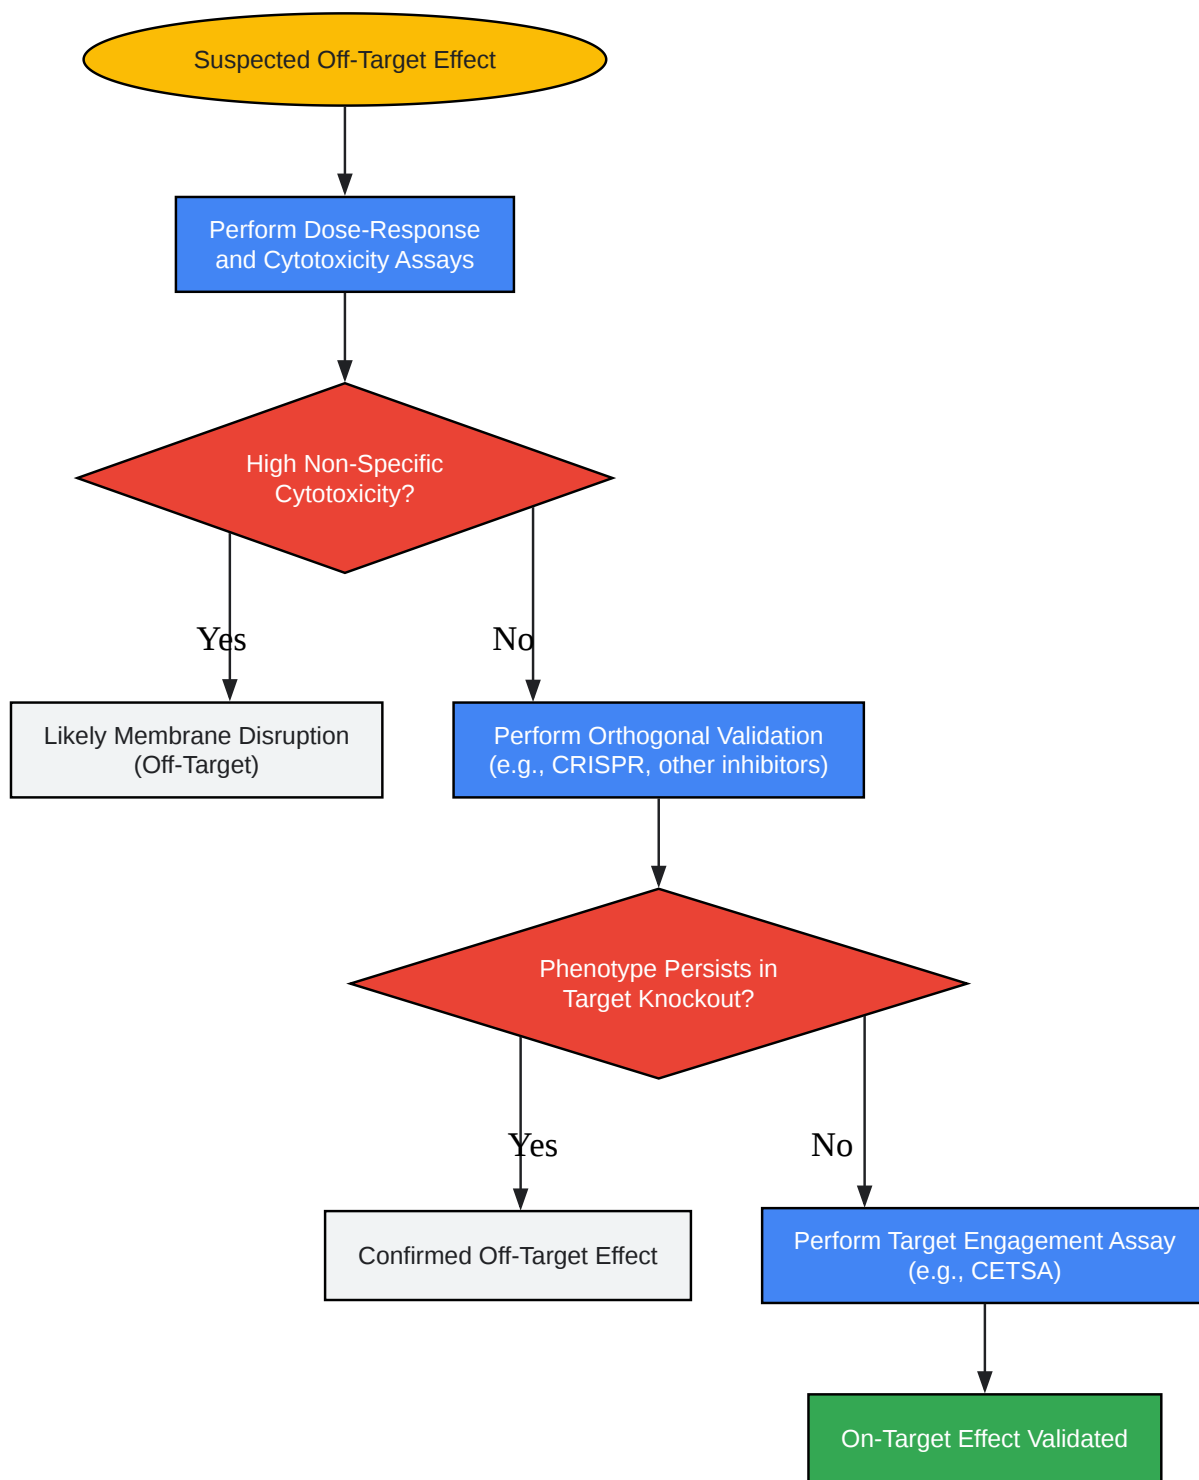 Suspected Off-Target Effect
Perform Dose-Response
and Cytotoxicity Assays
High Non-Specific
Cytotoxicity?
Yes
No
Likely Membrane Disruption
(Off-Target)
Perform Orthogonal Validation
(e.g., CRISPR, other inhibitors)
Phenotype Persists in
Target Knockout?
Yes
No
Confirmed Off-Target Effect
Perform Target Engagement Assay
(e.g., CETSA)
On-Target Effect Validated